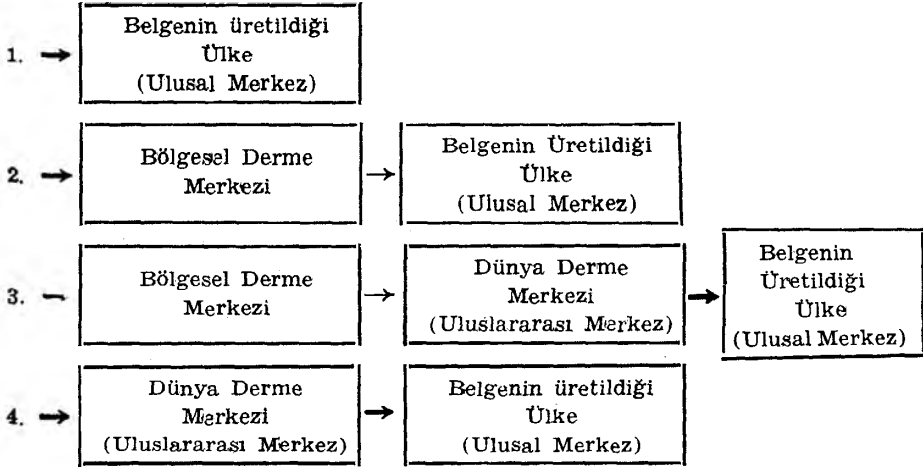 1. → Belgenin üretildiği
Ülke
(Ulusal Merkez)
2. → Bölgesel Derme
Merkezi
→ Belgenin Üretildiği
Ülke
(Ulusal Merkez)
3. – Bölgesel Derme
Merkezi
→ Dünya Derme
Merkezi
(Uluslararası Merkez)
→ Belgenin
Üretildiği
Ülke
(Ulusal Merkez)
4. → Dünya Derme
Merkezi
(Uluslararası Merkez)
→ Belgenin üretildiği
Ülke
(Ulusal Merkez)